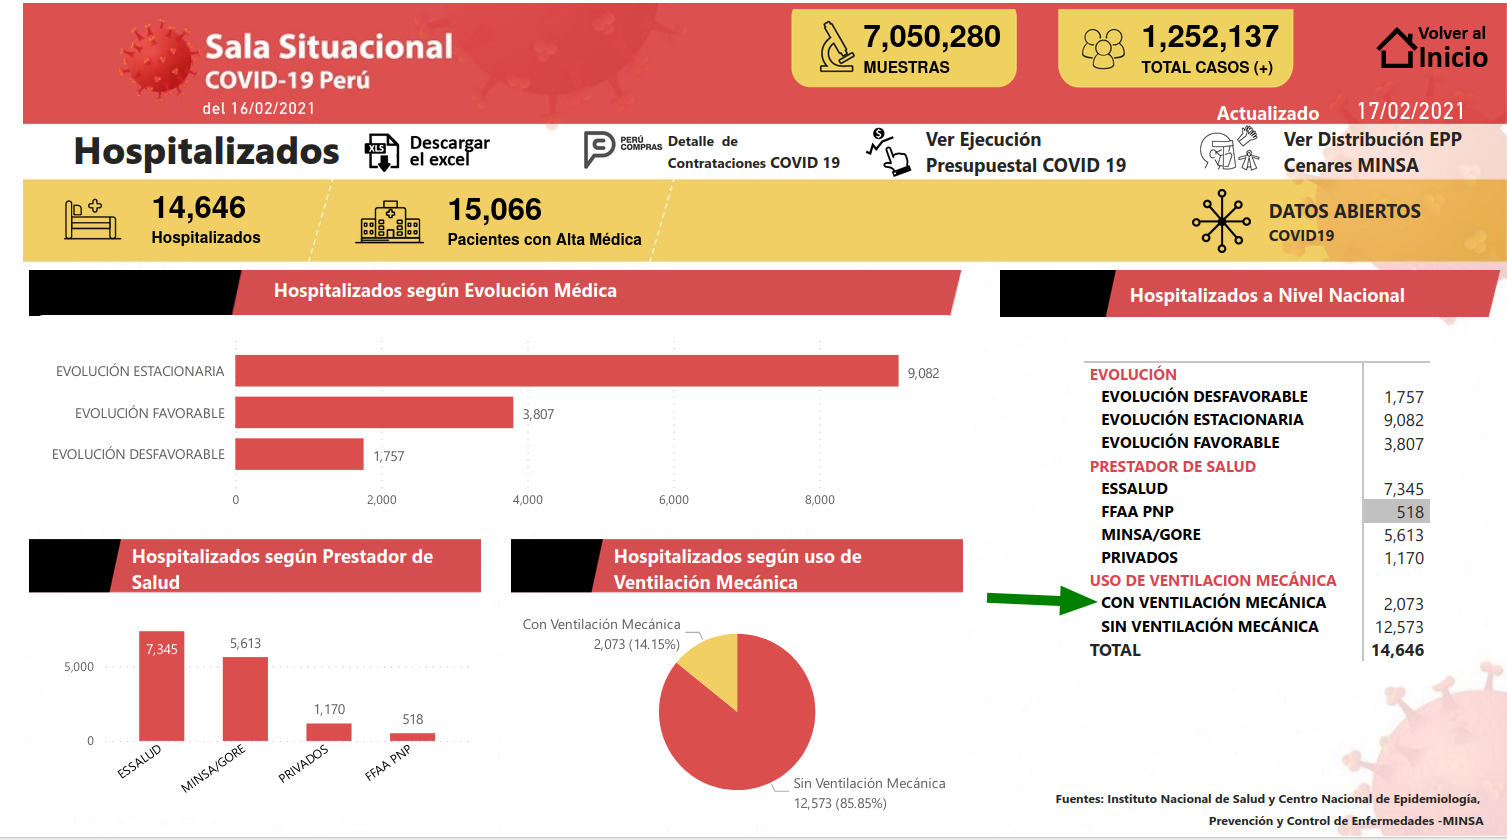 Sala Situacional
COVID-19 Perú
del 16/02/2021
7,050,280
MUESTRAS
1,252,137
TOTAL CASOS (+)
Volver al
Inicio
Actualizado 17/02/2021
Hospitalizados
XLS
Descargar
el excel
PERÚ
COMPRAS
Detalle de
Contrataciones COVID 19
Ver Ejecución
Presupuestal COVID 19
Ver Distribución EPP
Cenares MINSA
14,646
Hospitalizados
15,066
Pacientes con Alta Médica
DATOS ABIERTOS
COVID19
Hospitalizados según Evolución Médica
EVOLUCIÓN ESTACIONARIA 9,082
EVOLUCIÓN FAVORABLE 3,807
EVOLUCIÓN DESFAVORABLE 1,757
0 2,000 4,000 6,000 8,000
Hospitalizados según Prestador de
Salud
7,345
5,613
1,170
518
5,000
0
ESSALUD
MINSA/GORE
PRIVADOS
FFAA PNP
Hospitalizados según uso de
Ventilación Mecánica
Con Ventilación Mecánica
2,073 (14.15%)
Sin Ventilación Mecánica
12,573 (85.85%)
Hospitalizados a Nivel Nacional
EVOLUCIÓN
EVOLUCIÓN DESFAVORABLE 1,757
EVOLUCIÓN ESTACIONARIA 9,082
EVOLUCIÓN FAVORABLE 3,807
PRESTADOR DE SALUD
ESSALUD 7,345
FFAA PNP 518
MINSA/GORE 5,613
PRIVADOS 1,170
USO DE VENTILACION MECÁNICA
CON VENTILACIÓN MECÁNICA 2,073
SIN VENTILACIÓN MECÁNICA 12,573
TOTAL 14,646
Fuentes: Instituto Nacional de Salud y Centro Nacional de Epidemiología,
Prevención y Control de Enfermedades -MINSA